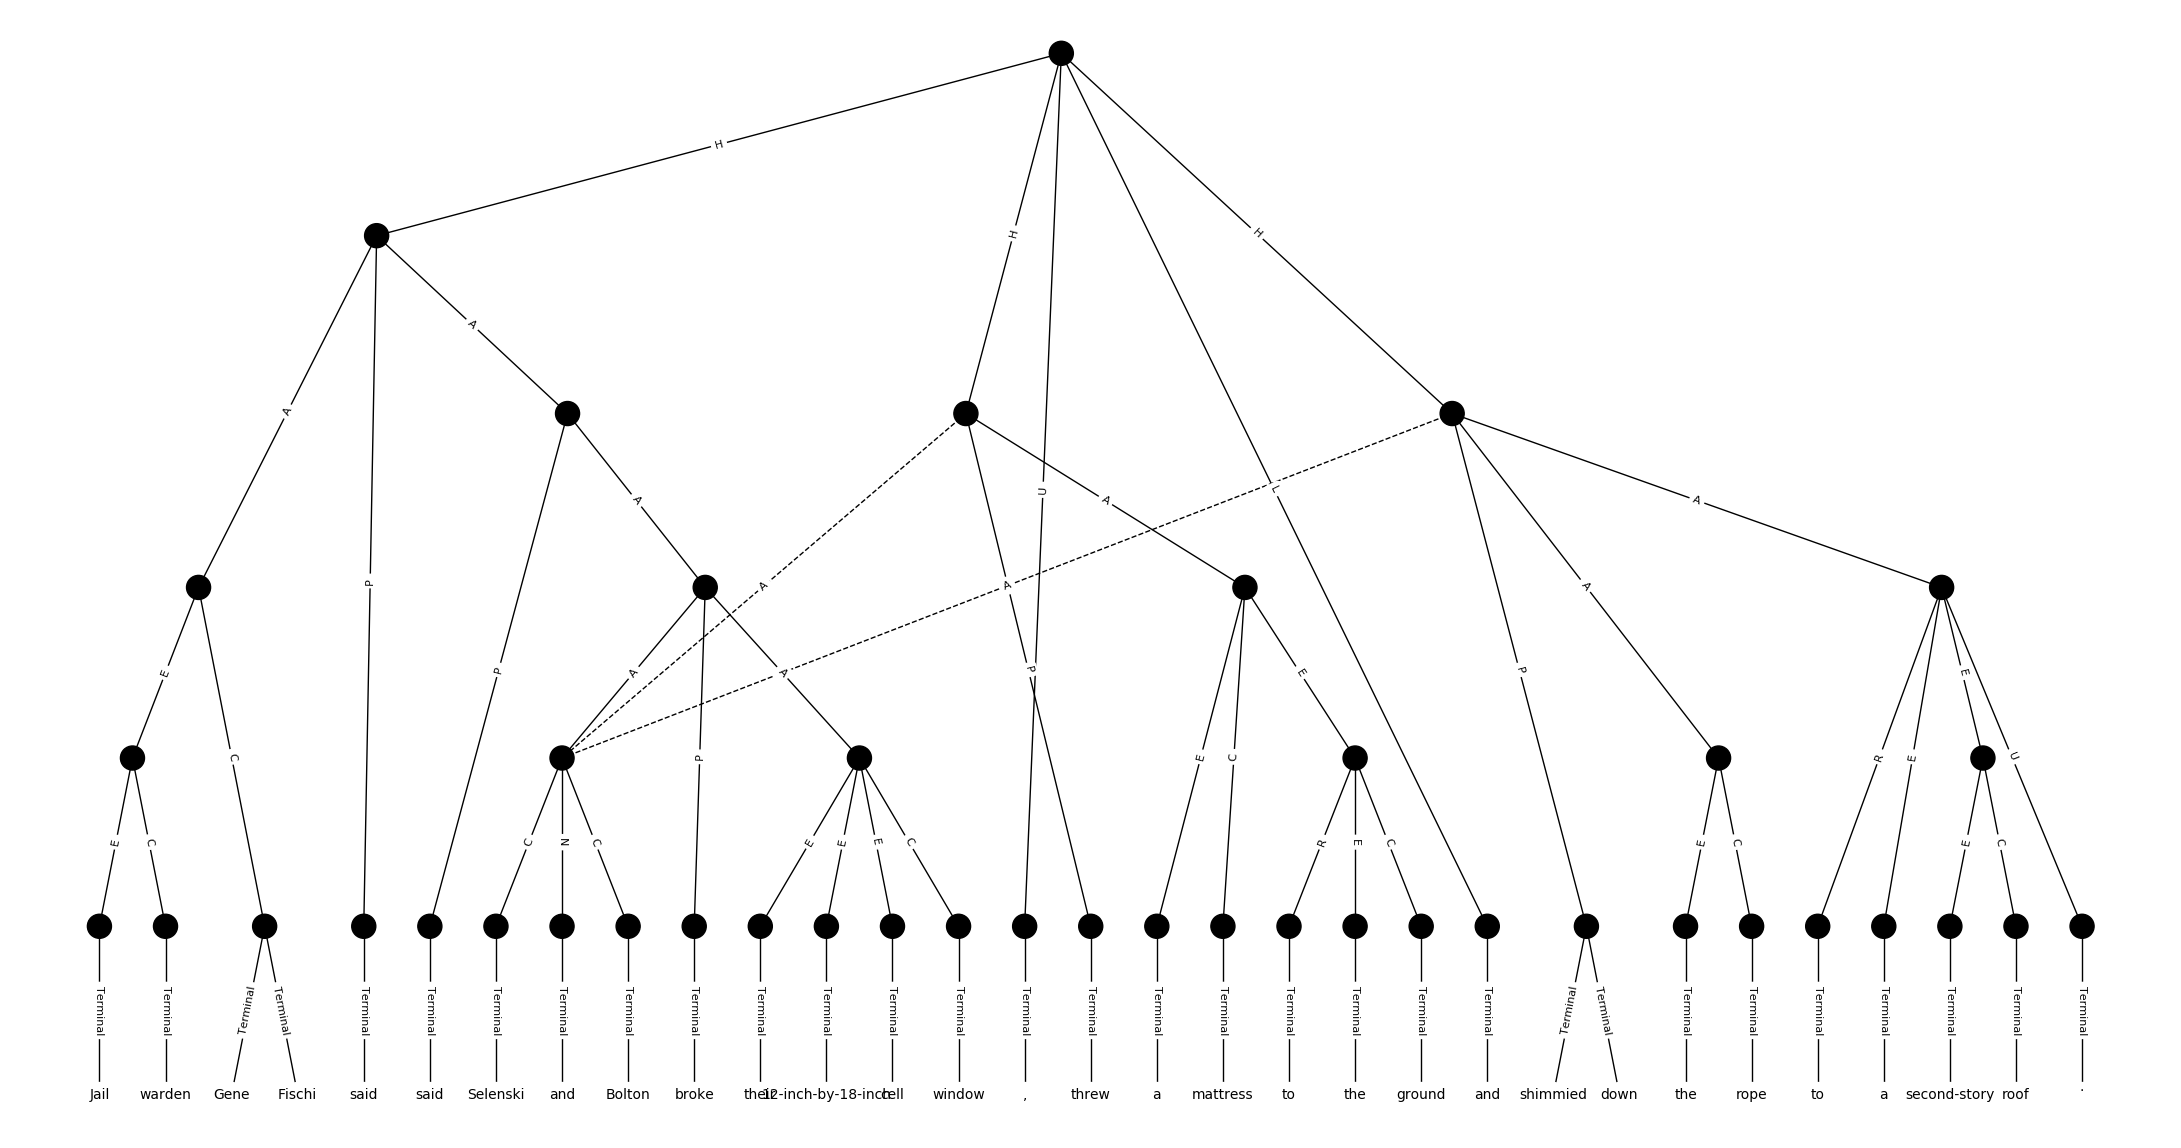 H
H
H
A
A
U
L
A
A
A
A
P
A
A
A
E
P
A
A
P
P
E
E
C
P
E
C
R
E
U
E
C
C
N
C
E
E
E
C
R
E
C
E
C
E
C
Terminal Terminal Terminal Terminal Terminal Terminal Terminal Terminal Terminal Terminal Terminal Terminal Terminal Terminal Terminal Terminal Terminal Terminal Terminal Terminal Terminal Terminal Terminal Terminal Terminal Terminal Terminal Terminal Terminal Terminal Terminal
Jail warden Gene Fischi said said Selenski and Bolton broke their 12-inch-by-18-inch cell window , threw a mattress to the ground and shimmied down the rope to a second-story roof .